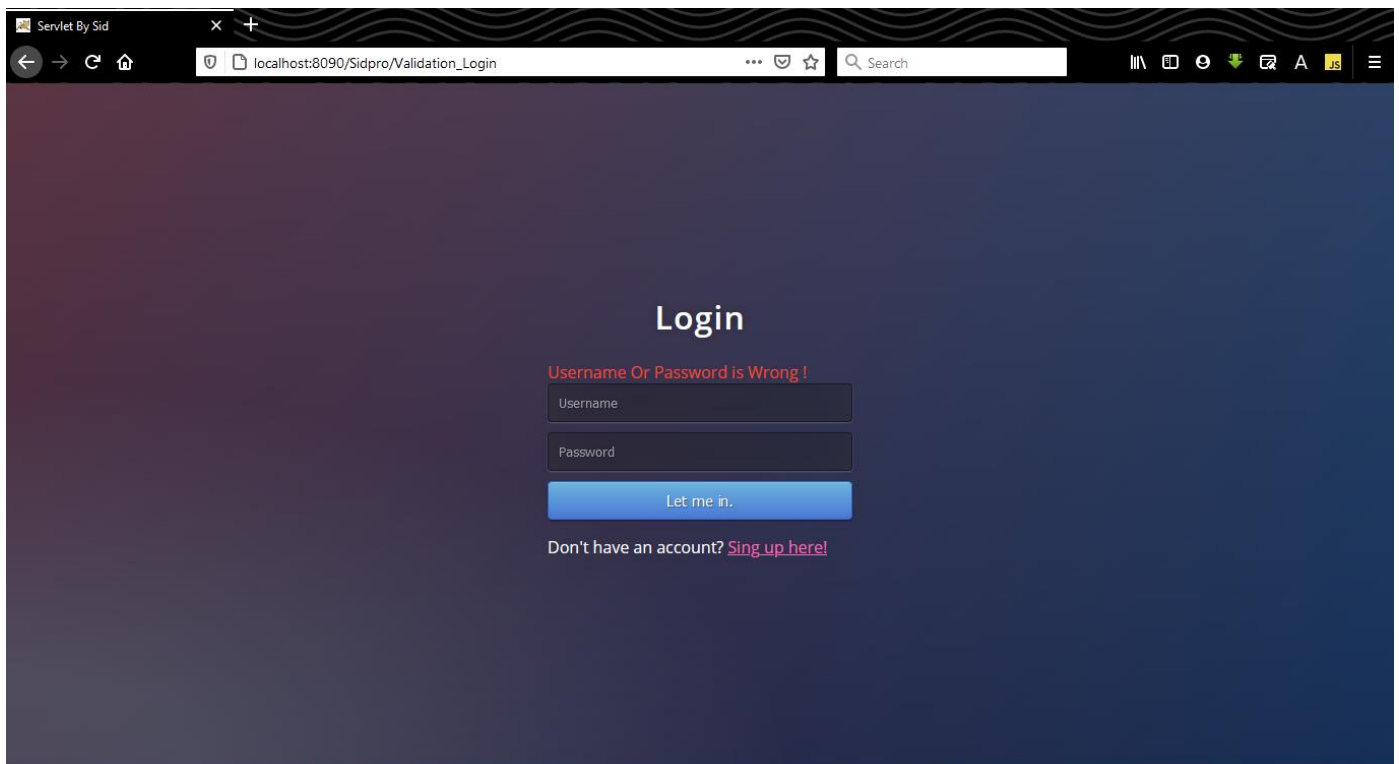 Servlet By Sid
localhost:8090/Sidpro/Validation_Login
Search
A
JS
Login
Username Or Password is Wrong !
Username
Password
Let me in.
Don't have an account? Sing up here!